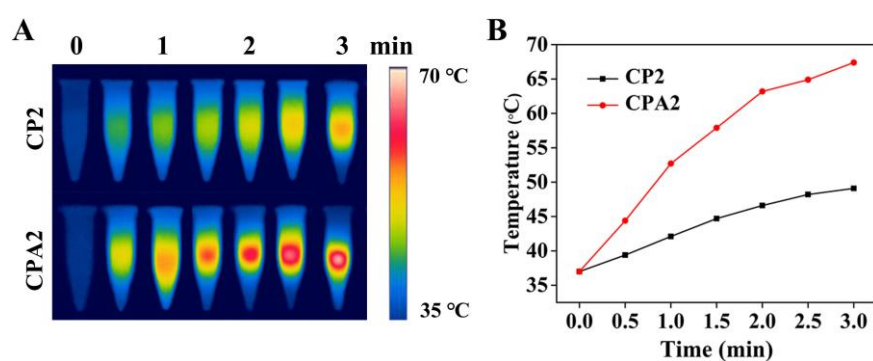 A
0 1 2 3 min
CP2
CPA2
70 °C
35 °C
B
70
65
60
55
50
45
40
35
Temperature (°C)
CP2
CPA2
0.0 0.5 1.0 1.5 2.0 2.5 3.0
Time (min)